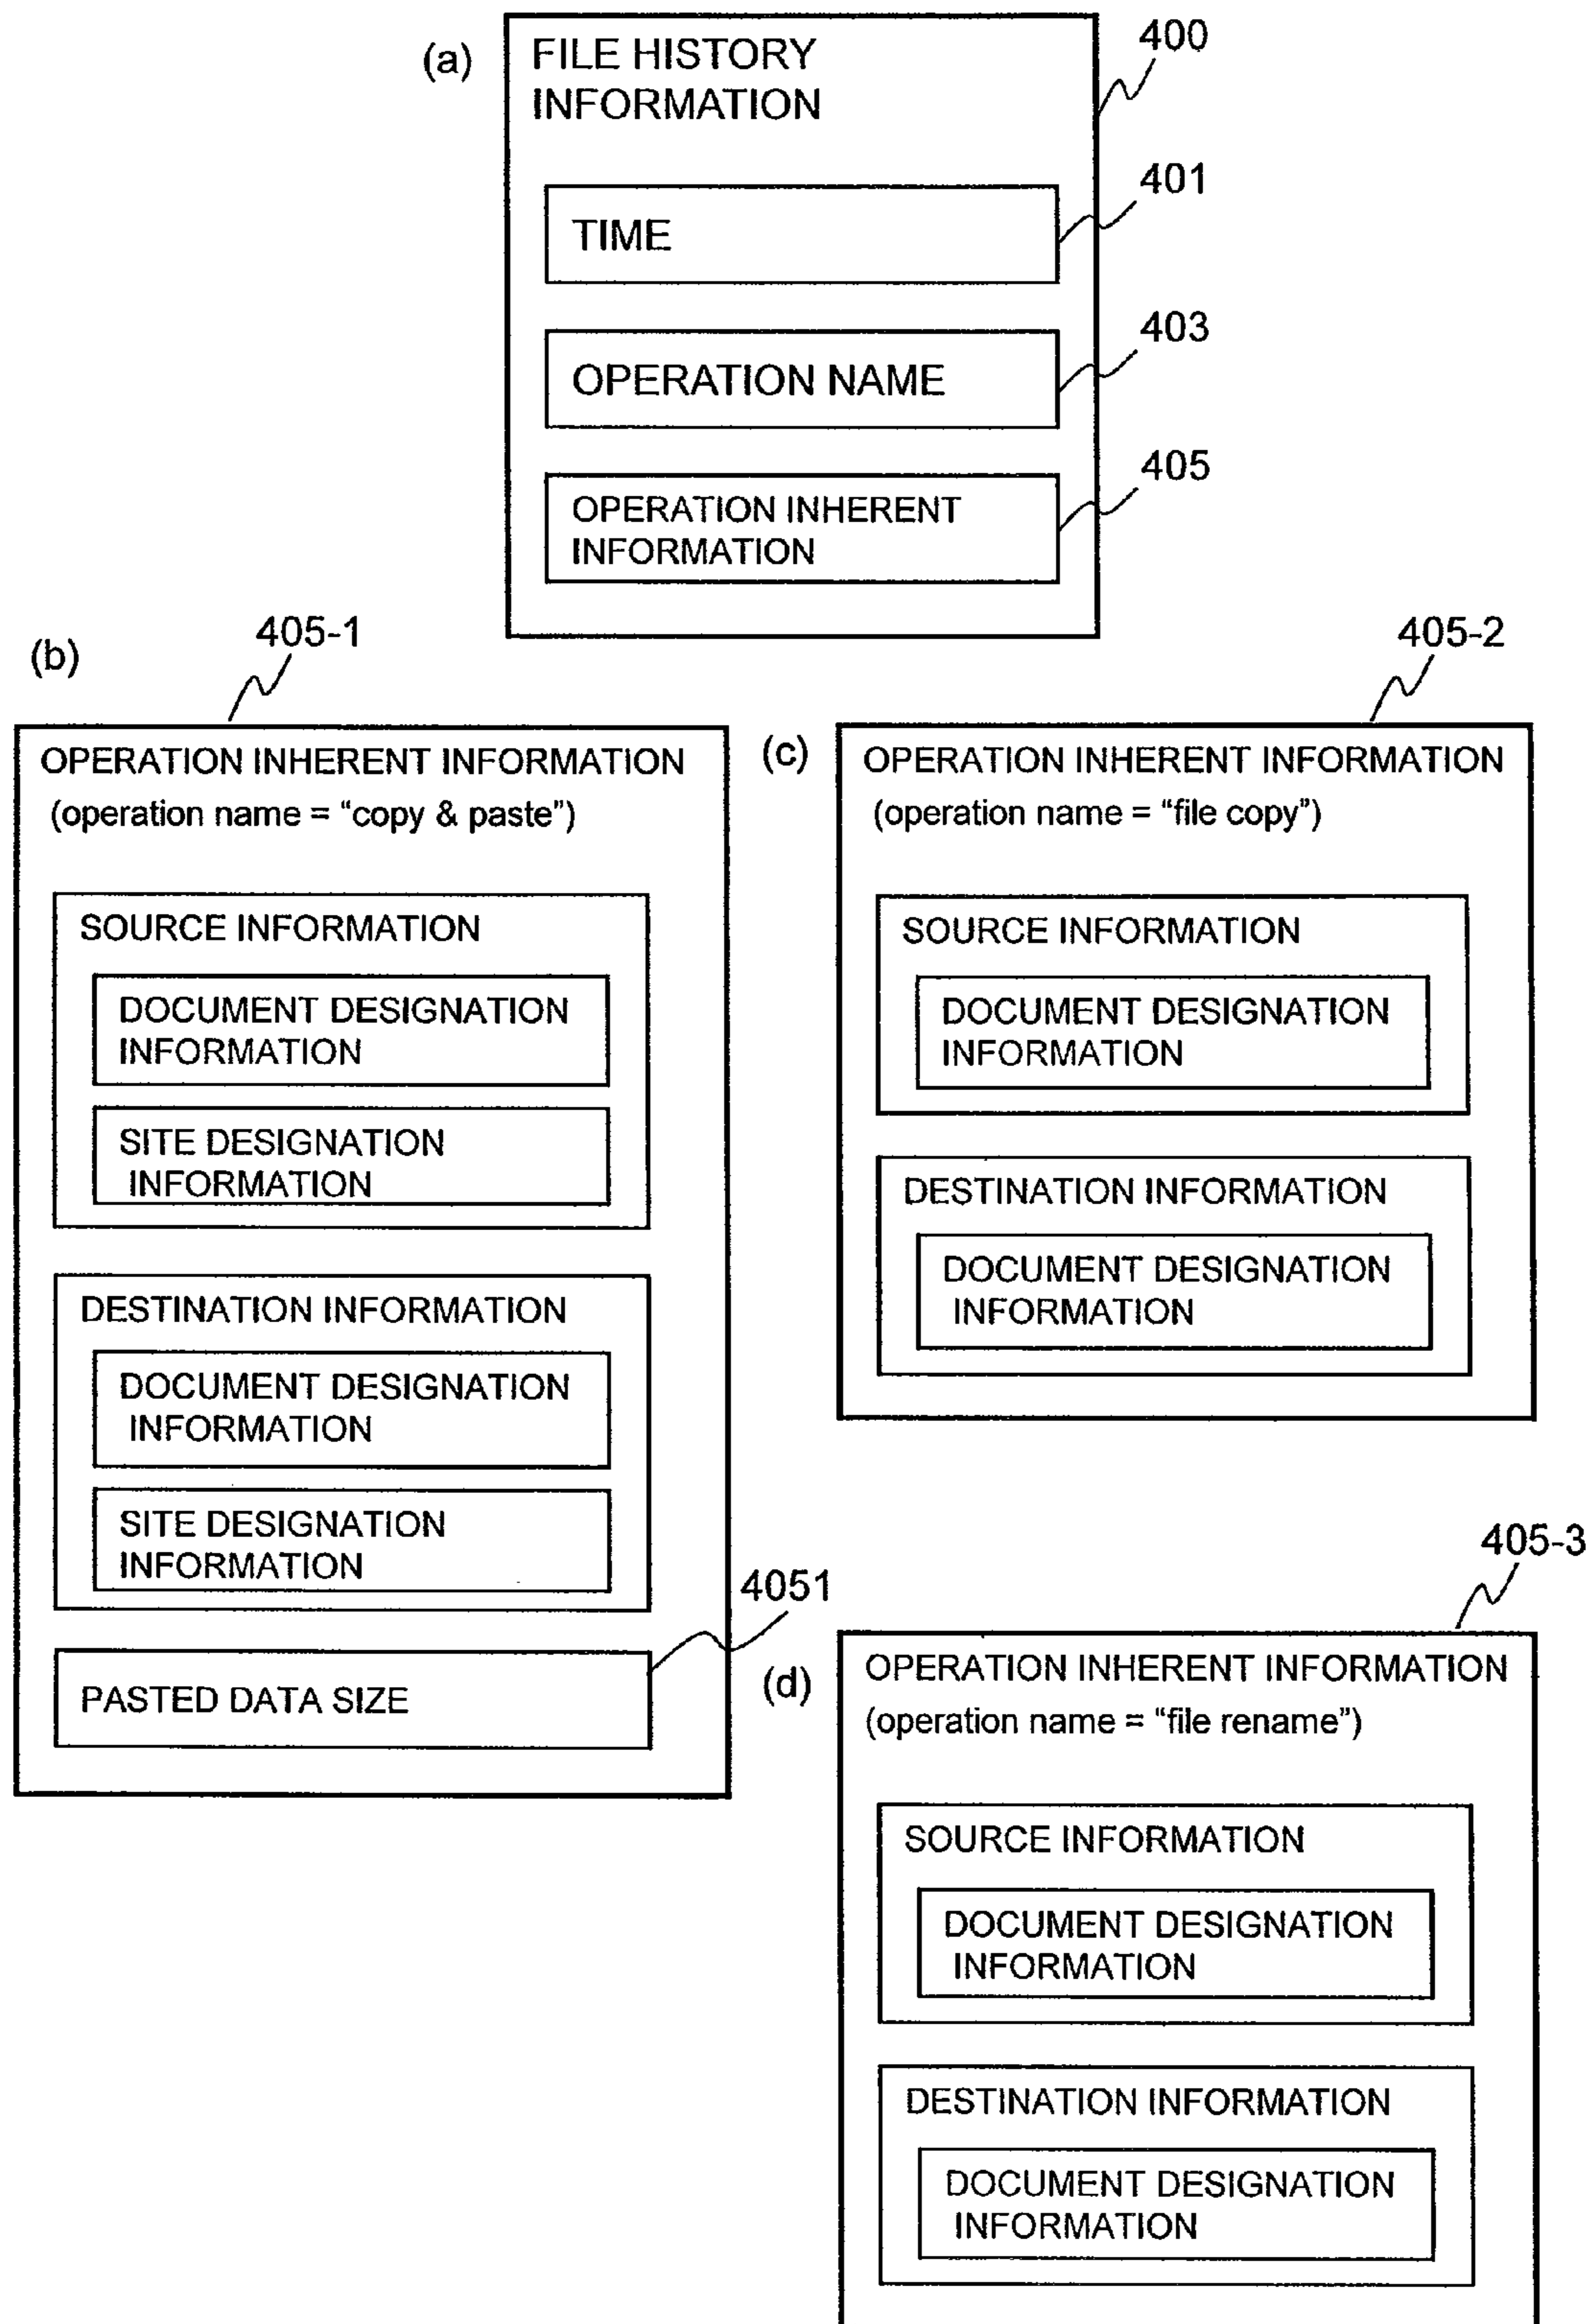 (a)
FILE HISTORY
INFORMATION
400
TIME
401
OPERATION NAME
403
OPERATION INHERENT
INFORMATION
405
(b)
405-1
OPERATION INHERENT INFORMATION
(operation name = “copy & paste”)
SOURCE INFORMATION
DOCUMENT DESIGNATION
INFORMATION
SITE DESIGNATION
INFORMATION
DESTINATION INFORMATION
DOCUMENT DESIGNATION
INFORMATION
SITE DESIGNATION
INFORMATION
PASTED DATA SIZE
4051
(c)
405-2
OPERATION INHERENT INFORMATION
(operation name = “file copy”)
SOURCE INFORMATION
DOCUMENT DESIGNATION
INFORMATION
DESTINATION INFORMATION
DOCUMENT DESIGNATION
INFORMATION
(d)
405-3
OPERATION INHERENT INFORMATION
(operation name = “file rename”)
SOURCE INFORMATION
DOCUMENT DESIGNATION
INFORMATION
DESTINATION INFORMATION
DOCUMENT DESIGNATION
INFORMATION